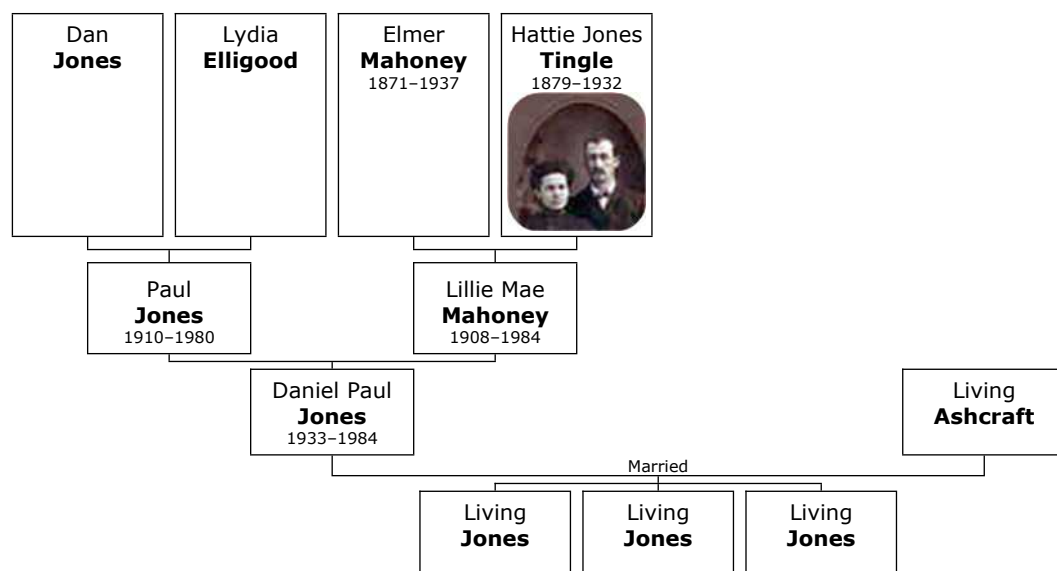 Dan
Jones
Lydia
Elligood
Elmer
Mahoney
1871–1937
Hattie Jones
Tingle
1879–1932
Paul
Jones
1910–1980
Lillie Mae
Mahoney
1908–1984
Daniel Paul
Jones
1933–1984
Living
Ashcraft
Married
Living
Jones
Living
Jones
Living
Jones